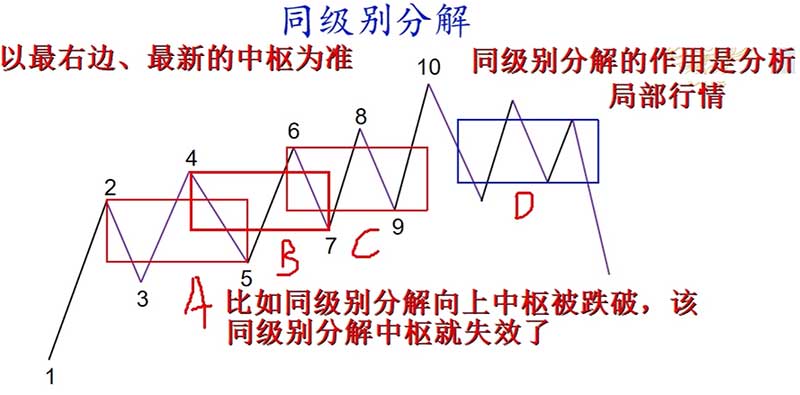 同级别分解
以最右边、最新的中枢为准
同级别分解的作用是分析
局部行情
10
8
6
4
2
9
7
5
3
1
A
B
C
D
比如同级别分解向上中枢被跌破，该
同级别分解中枢就失效了